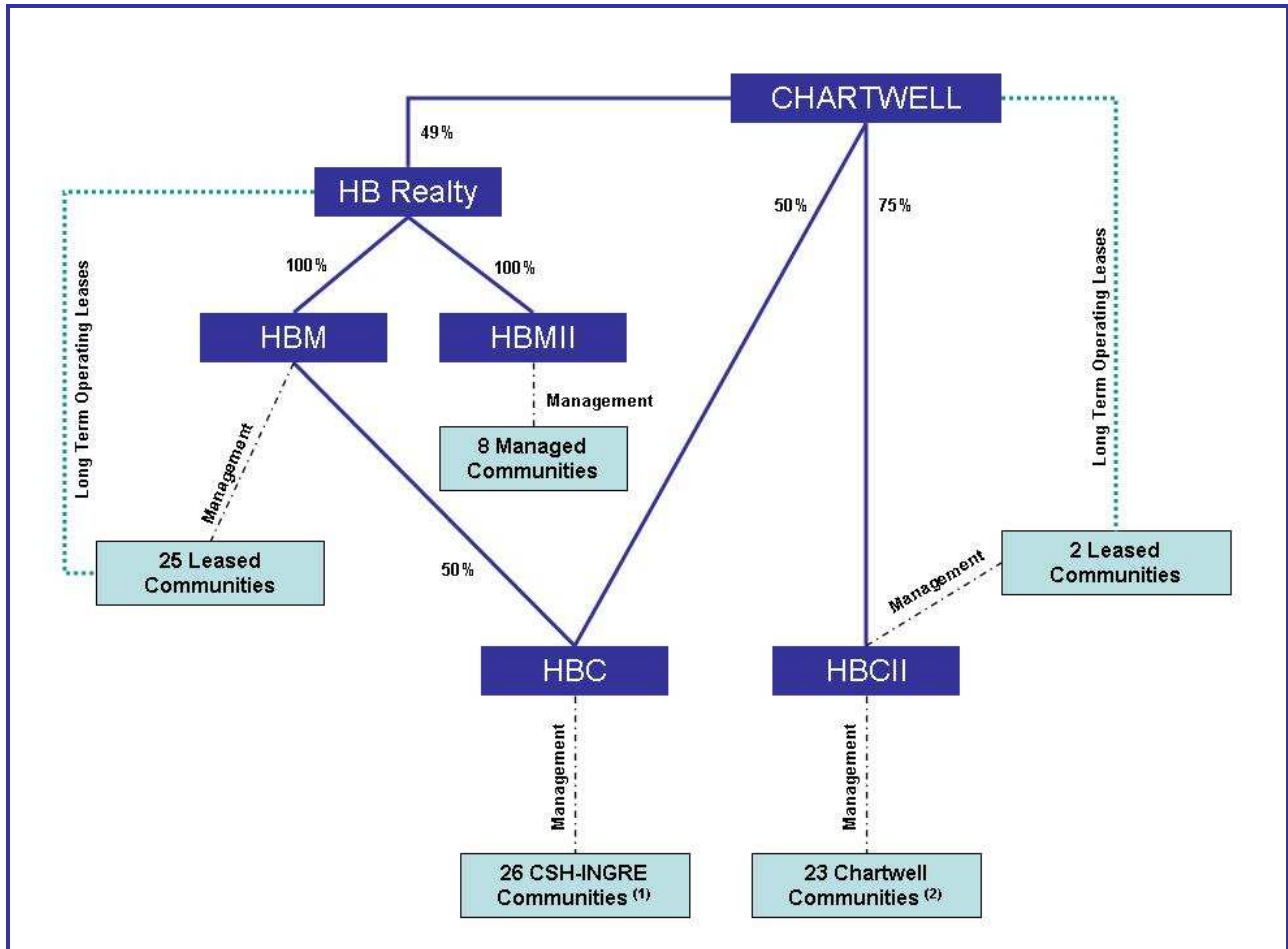 CHARTWELL
49%
HB Realty
50%
75%
100%
100%
Long Term Operating Leases
Long Term Operating Leases
HBM
HBMII
Management
Management
8 Managed
Communities
25 Leased
Communities
50%
2 Leased
Communities
Management
HBC
HBCII
Management
Management
26 CSH-INGRE
Communities (1)
23 Chartwell
Communities (2)